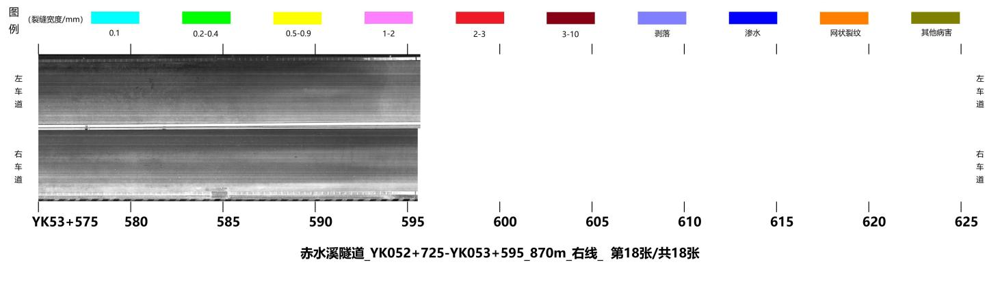 图例 (裂缝宽度/mm) 0.1 0.2-0.4 0.5-0.9 1-2 2-3 3-10 剥落 渗水 网状裂纹 其他病害
左车道 左车道
右车道 右车道
YK53+575 580 585 590 595 600 605 610 615 620 625
赤水溪隧道_YK052+725-YK053+595_870m_右线_ 第18张/共18张